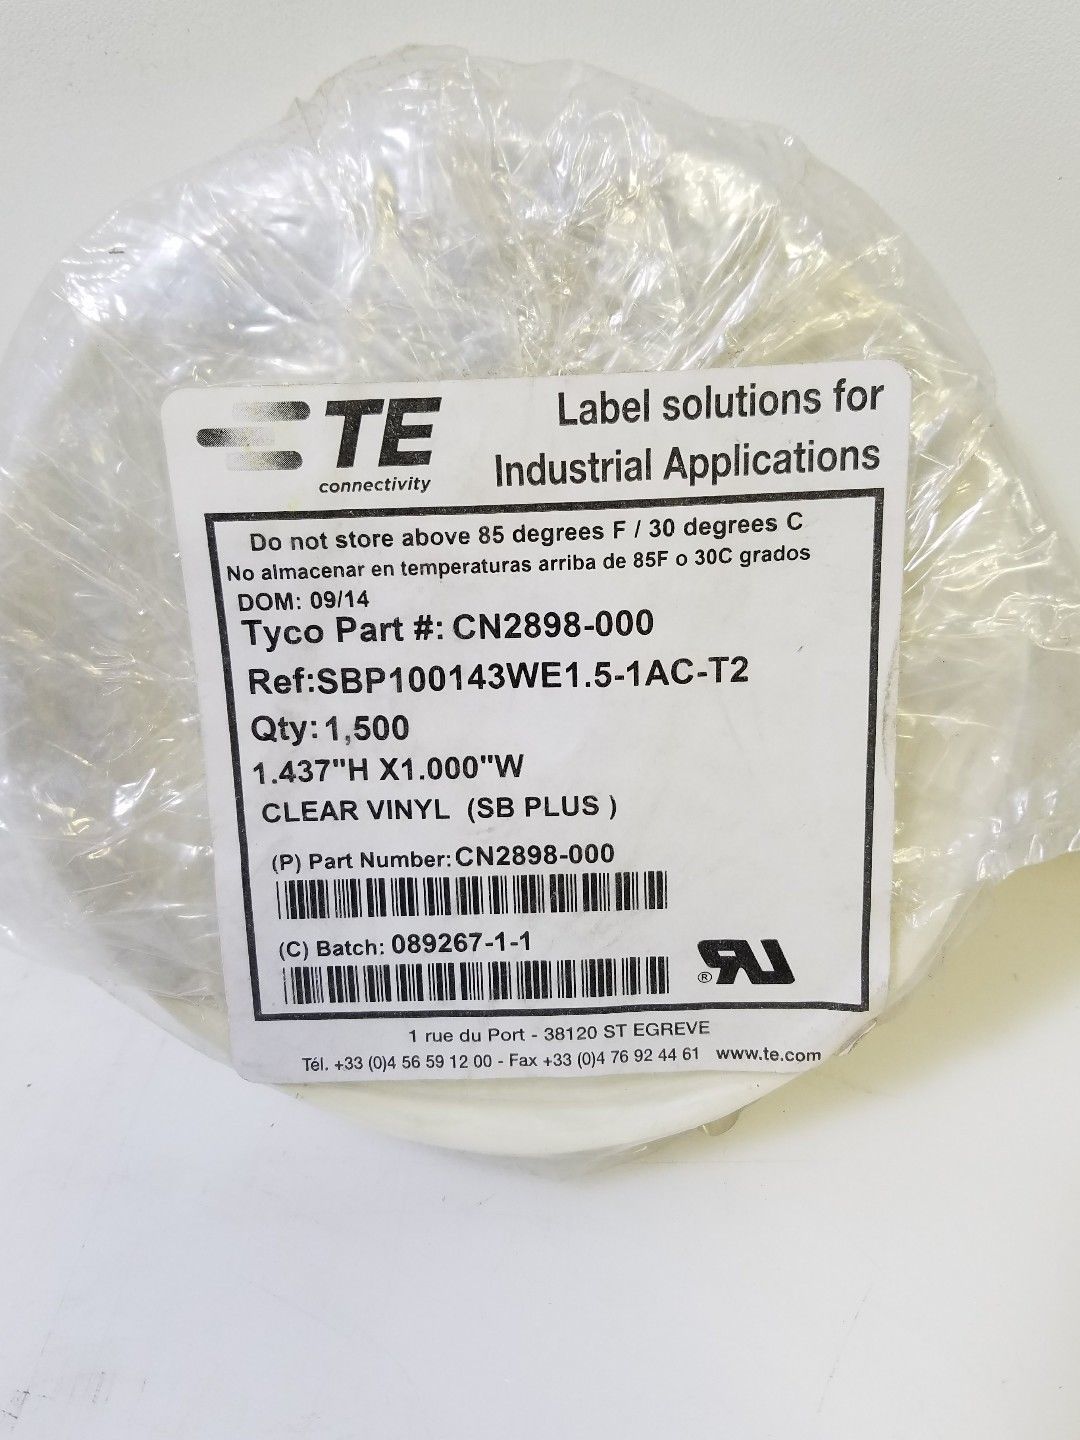 TE
connectivity
Label solutions for
Industrial Applications
Do not store above 85 degrees F / 30 degrees C
No almacenar en temperaturas arriba de 85F o 30C grados
DOM: 09/14
Tyco Part #: CN2898-000
Ref:SBP100143WE1.5-1AC-T2
Qty: 1,500
1.437"H X1.000"W
CLEAR VINYL (SB PLUS )
(P) Part Number: CN2898-000
(C) Batch: 089267-1-1
RU ®
1 rue du Port - 38120 ST EGREVE
Tél. +33 (0)4 56 59 12 00 - Fax +33 (0)4 76 92 44 61 www.te.com